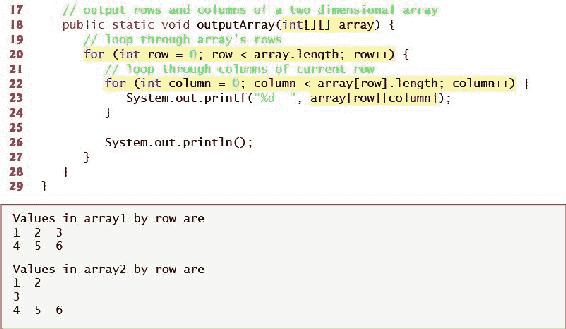 17 // output rows and columns of a two dimensional array
18 public static void outputArray(int[][] array) {
19 // loop through array's rows
20 for (int row = 0; row < array.length; row++) {
21 // loop through columns of current row
22 for (int column = 0; column < array[row].length; column++) {
23 System.out.printf("%d  ", array[row][column]);
24 }
25
26 System.out.println();
27 }
28 }
29 }
Values in array1 by row are
1 2 3
4 5 6
Values in array2 by row are
1 2
3
4 5 6